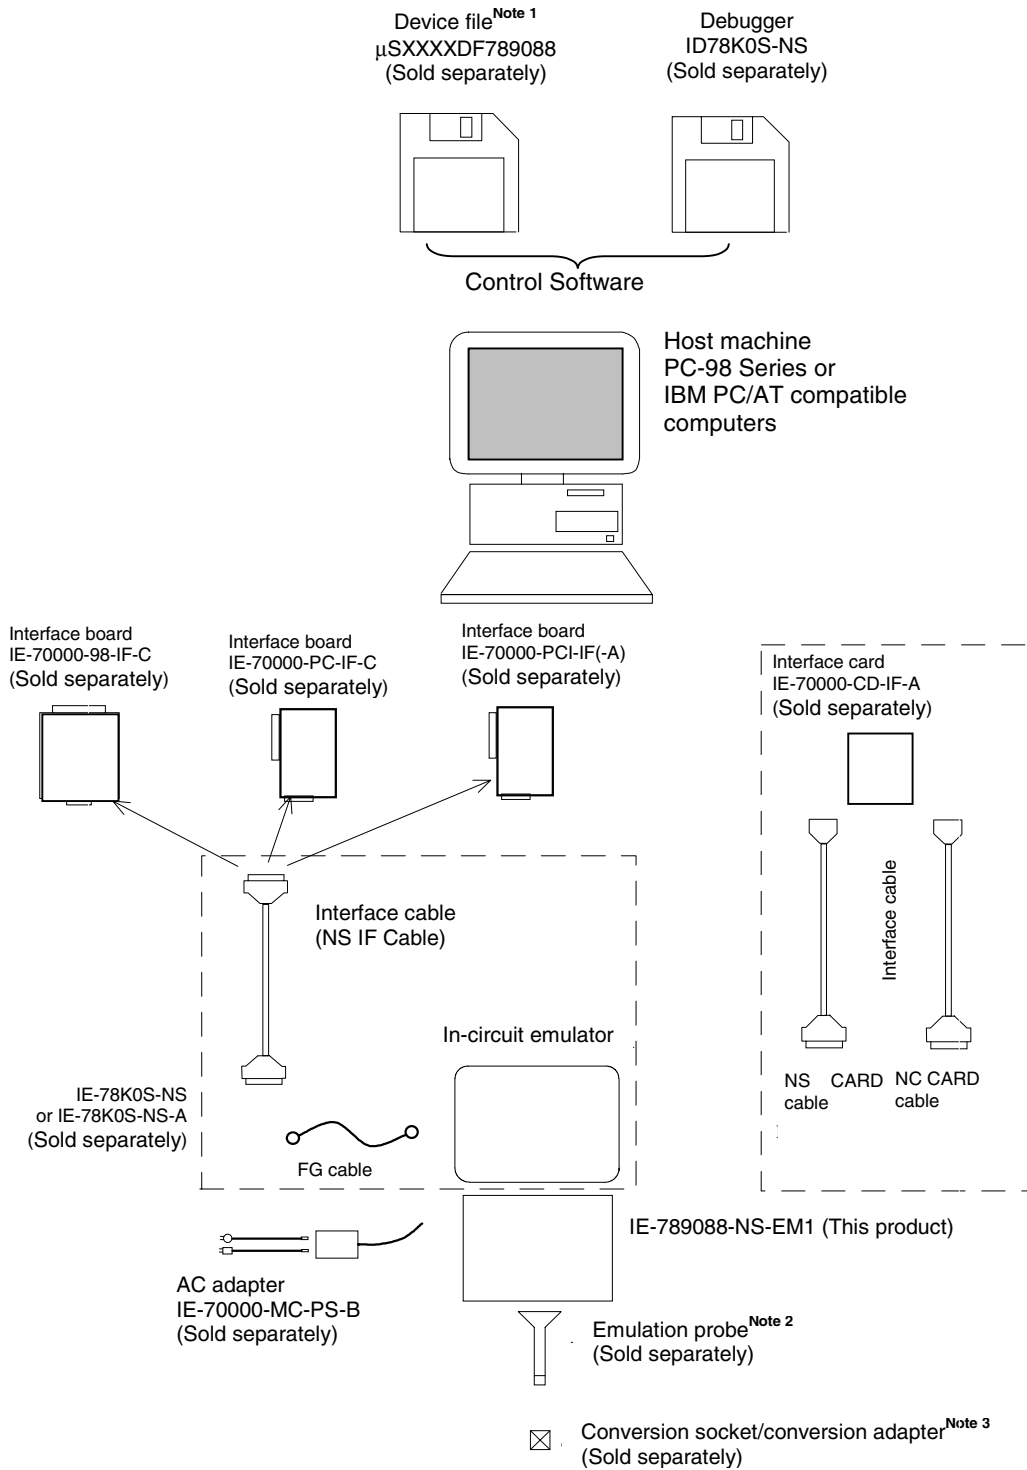 Device file Note 1
µSXXXXDF789088
(Sold separately)
Debugger
ID78K0S-NS
(Sold separately)
Control Software
Host machine
PC-98 Series or
IBM PC/AT compatible
computers
Interface board
IE-70000-98-IF-C
(Sold separately)
Interface board
IE-70000-PC-IF-C
(Sold separately)
Interface board
IE-70000-PCI-IF(-A)
(Sold separately)
Interface card
IE-70000-CD-IF-A
(Sold separately)
Interface cable
NS CARD
cable
NC CARD
cable
Interface cable
(NS IF Cable)
In-circuit emulator
IE-78K0S-NS
or IE-78K0S-NS-A
(Sold separately)
FG cable
IE-789088-NS-EM1 (This product)
AC adapter
IE-70000-MC-PS-B
(Sold separately)
Emulation probe Note 2
(Sold separately)
Conversion socket/conversion adapter Note 3
(Sold separately)